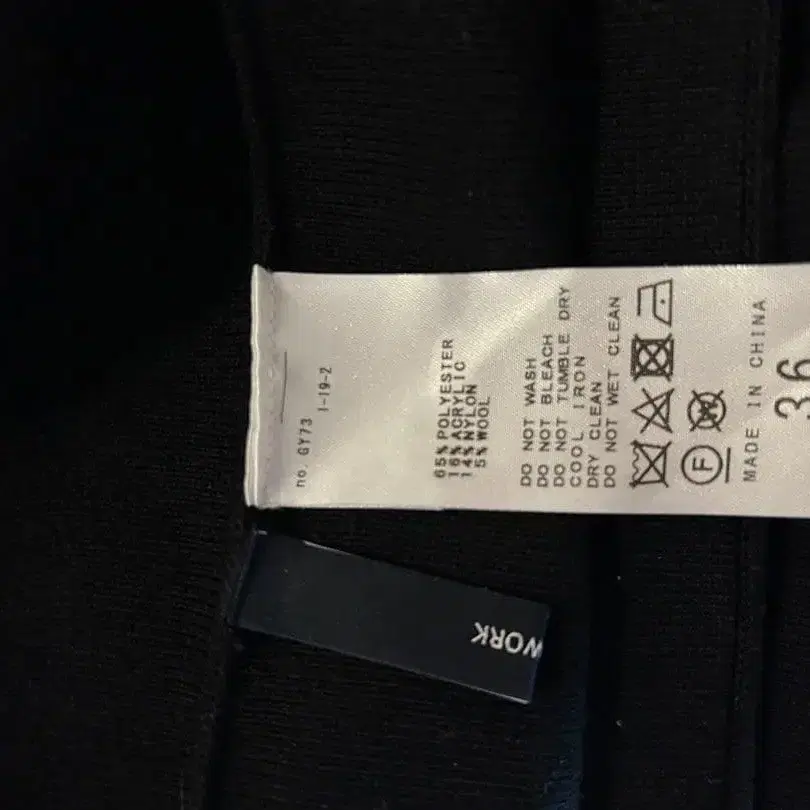 no. GY73 1-19-2
65% POLYESTER
16% ACRYLIC
14% NYLON
5% WOOL
DO NOT WASH
DO NOT BLEACH
DO NOT TUMBLE DRY
COOL IRON
DRY CLEAN
DO NOT WET CLEAN
F W
MADE IN CHINA
36
WORK